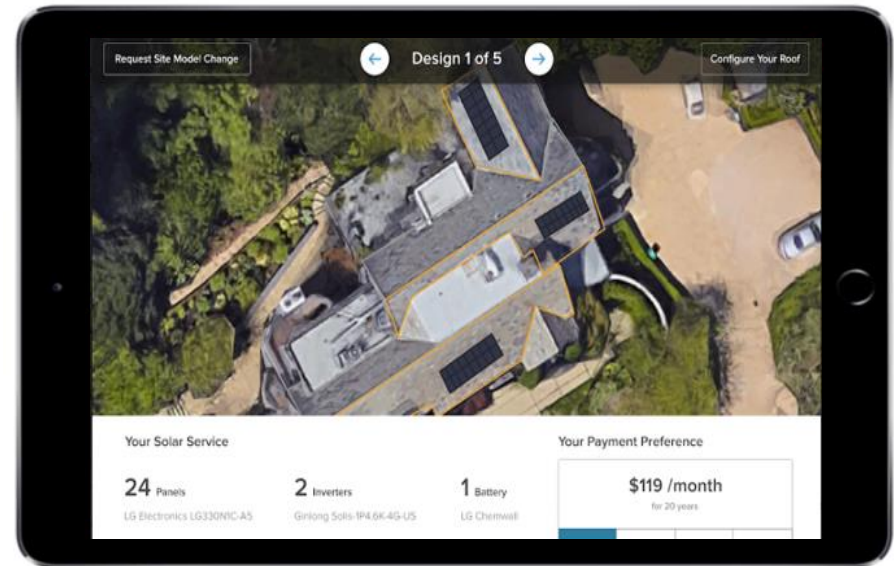 Request Site Model Change
Design 1 of 5
Configure Your Roof
Your Solar Service
Your Payment Preference
24 Panels
2 Inverters
1 Battery
$119 /month
for 20 years
LG Electronics LG330N1C-A5
Ginlong Solis-1P4.6K-4G-US
LG Chemwall